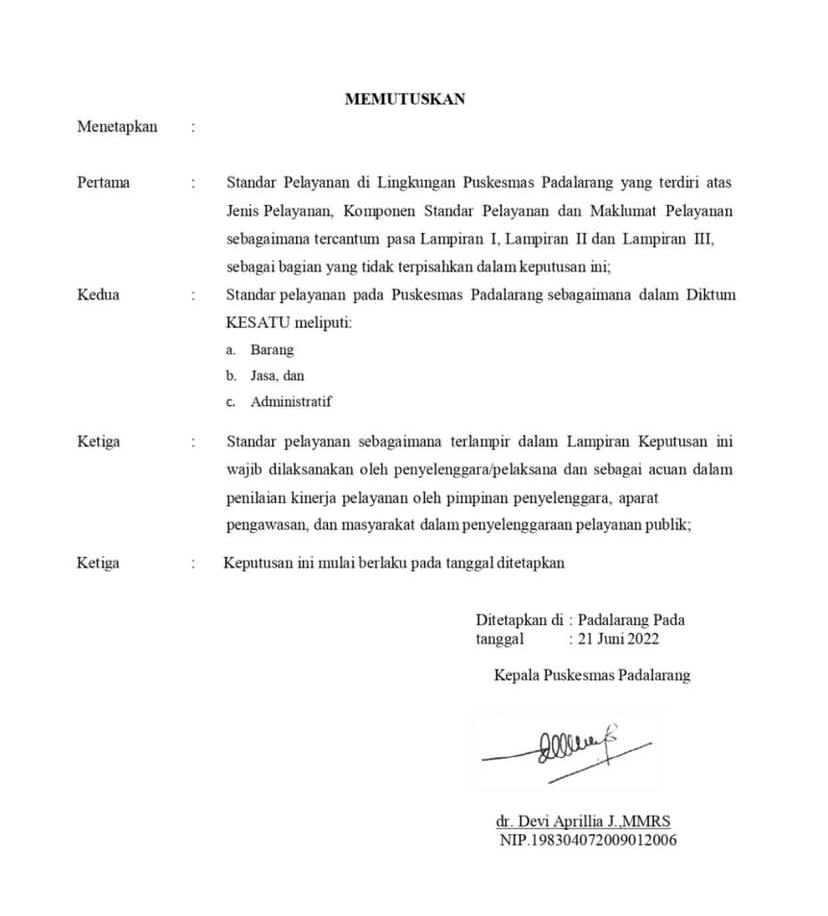 MEMUTUSKAN
Menetapkan :
Pertama : Standar Pelayanan di Lingkungan Puskesmas Padalarang yang terdiri atas
Jenis Pelayanan, Komponen Standar Pelayanan dan Maklumat Pelayanan
sebagaimana tercantum pasa Lampiran I, Lampiran II dan Lampiran III,
sebagai bagian yang tidak terpisahkan dalam keputusan ini;
Kedua : Standar pelayanan pada Puskesmas Padalarang sebagaimana dalam Diktum
KESATU meliputi:
a. Barang
b. Jasa, dan
c. Administratif
Ketiga : Standar pelayanan sebagaimana terlampir dalam Lampiran Keputusan ini
wajib dilaksanakan oleh penyelenggara/pelaksana dan sebagai acuan dalam
penilaian kinerja pelayanan oleh pimpinan penyelenggara, aparat
pengawasan, dan masyarakat dalam penyelenggaraan pelayanan publik;
Ketiga : Keputusan ini mulai berlaku pada tanggal ditetapkan
Ditetapkan di : Padalarang Pada
tanggal : 21 Juni 2022
Kepala Puskesmas Padalarang
dr. Devi Aprillia J.,MMRS
NIP.198304072009012006